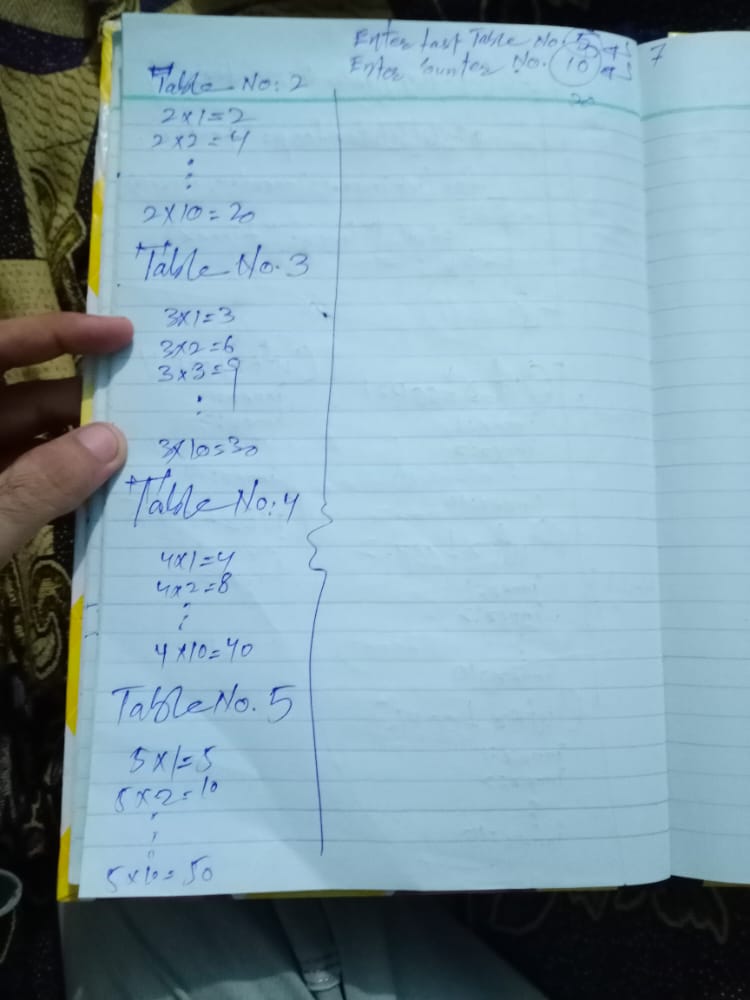 Enter last Table No. 5
Enter Counter No. 10
20
7
Table No: 2
2x1=2
2x2=4
2x10=20
Table No. 3
3x1=3
3x2=6
3x3=9
3x10=30
Table No: 4
4x1=4
4x2=8
4x10=40
Table No. 5
5x1=5
5x2=10
5x10=50